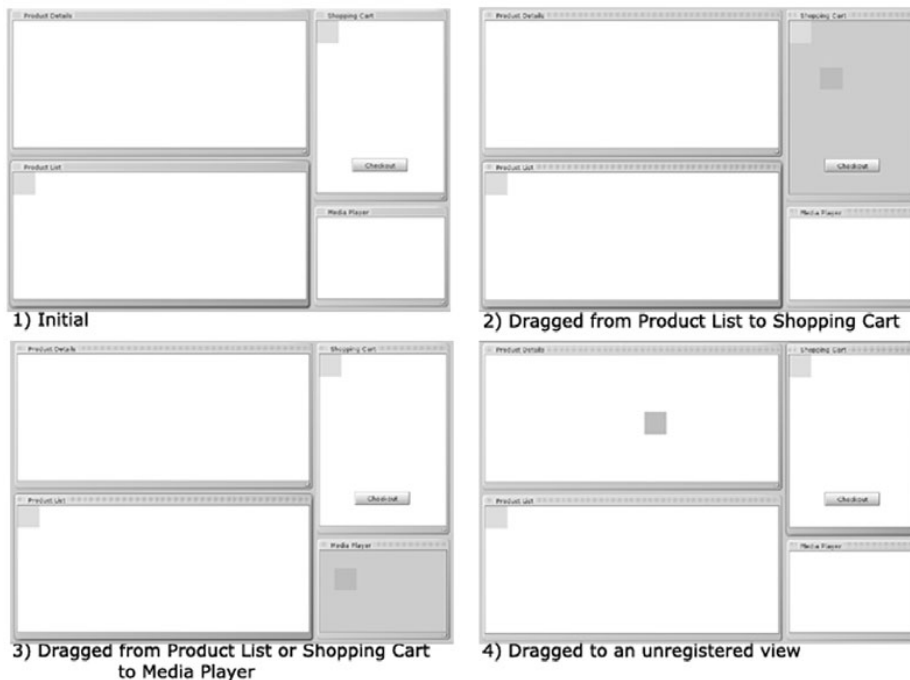 Product Details
Shopping Cart
Checkout
Product List
Media Player
1) Initial
Product Details
Shopping Cart
Checkout
Product List
Media Player
2) Dragged from Product List to Shopping Cart
Product Details
Shopping Cart
Checkout
Product List
Media Player
3) Dragged from Product List or Shopping Cart
to Media Player
Product Details
Shopping Cart
Checkout
Product List
Media Player
4) Dragged to an unregistered view